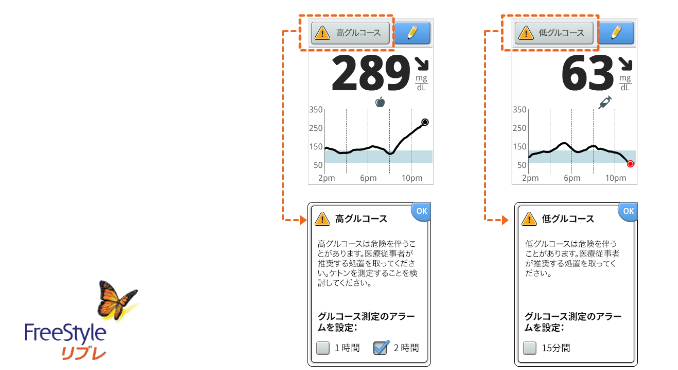 高グルコース
289
mg
dL
350
250
150
50
2pm
6pm
10pm
OK
高グルコース
高グルコースは危険を伴うこ
とがあります。医療従事者が
推奨する処置を取ってくださ
い。ケトンを測定することを検
討してください。
グルコース測定のアラー
ムを設定:
1 時間
2 時間
低グルコース
63
mg
dL
350
250
150
50
2pm
6pm
10pm
OK
低グルコース
低グルコースは危険を伴う
ことがあります。医療従事者
が推奨する処置を取ってく
ださい。
グルコース測定のアラー
ムを設定:
15分間
FreeStyle
リブレ